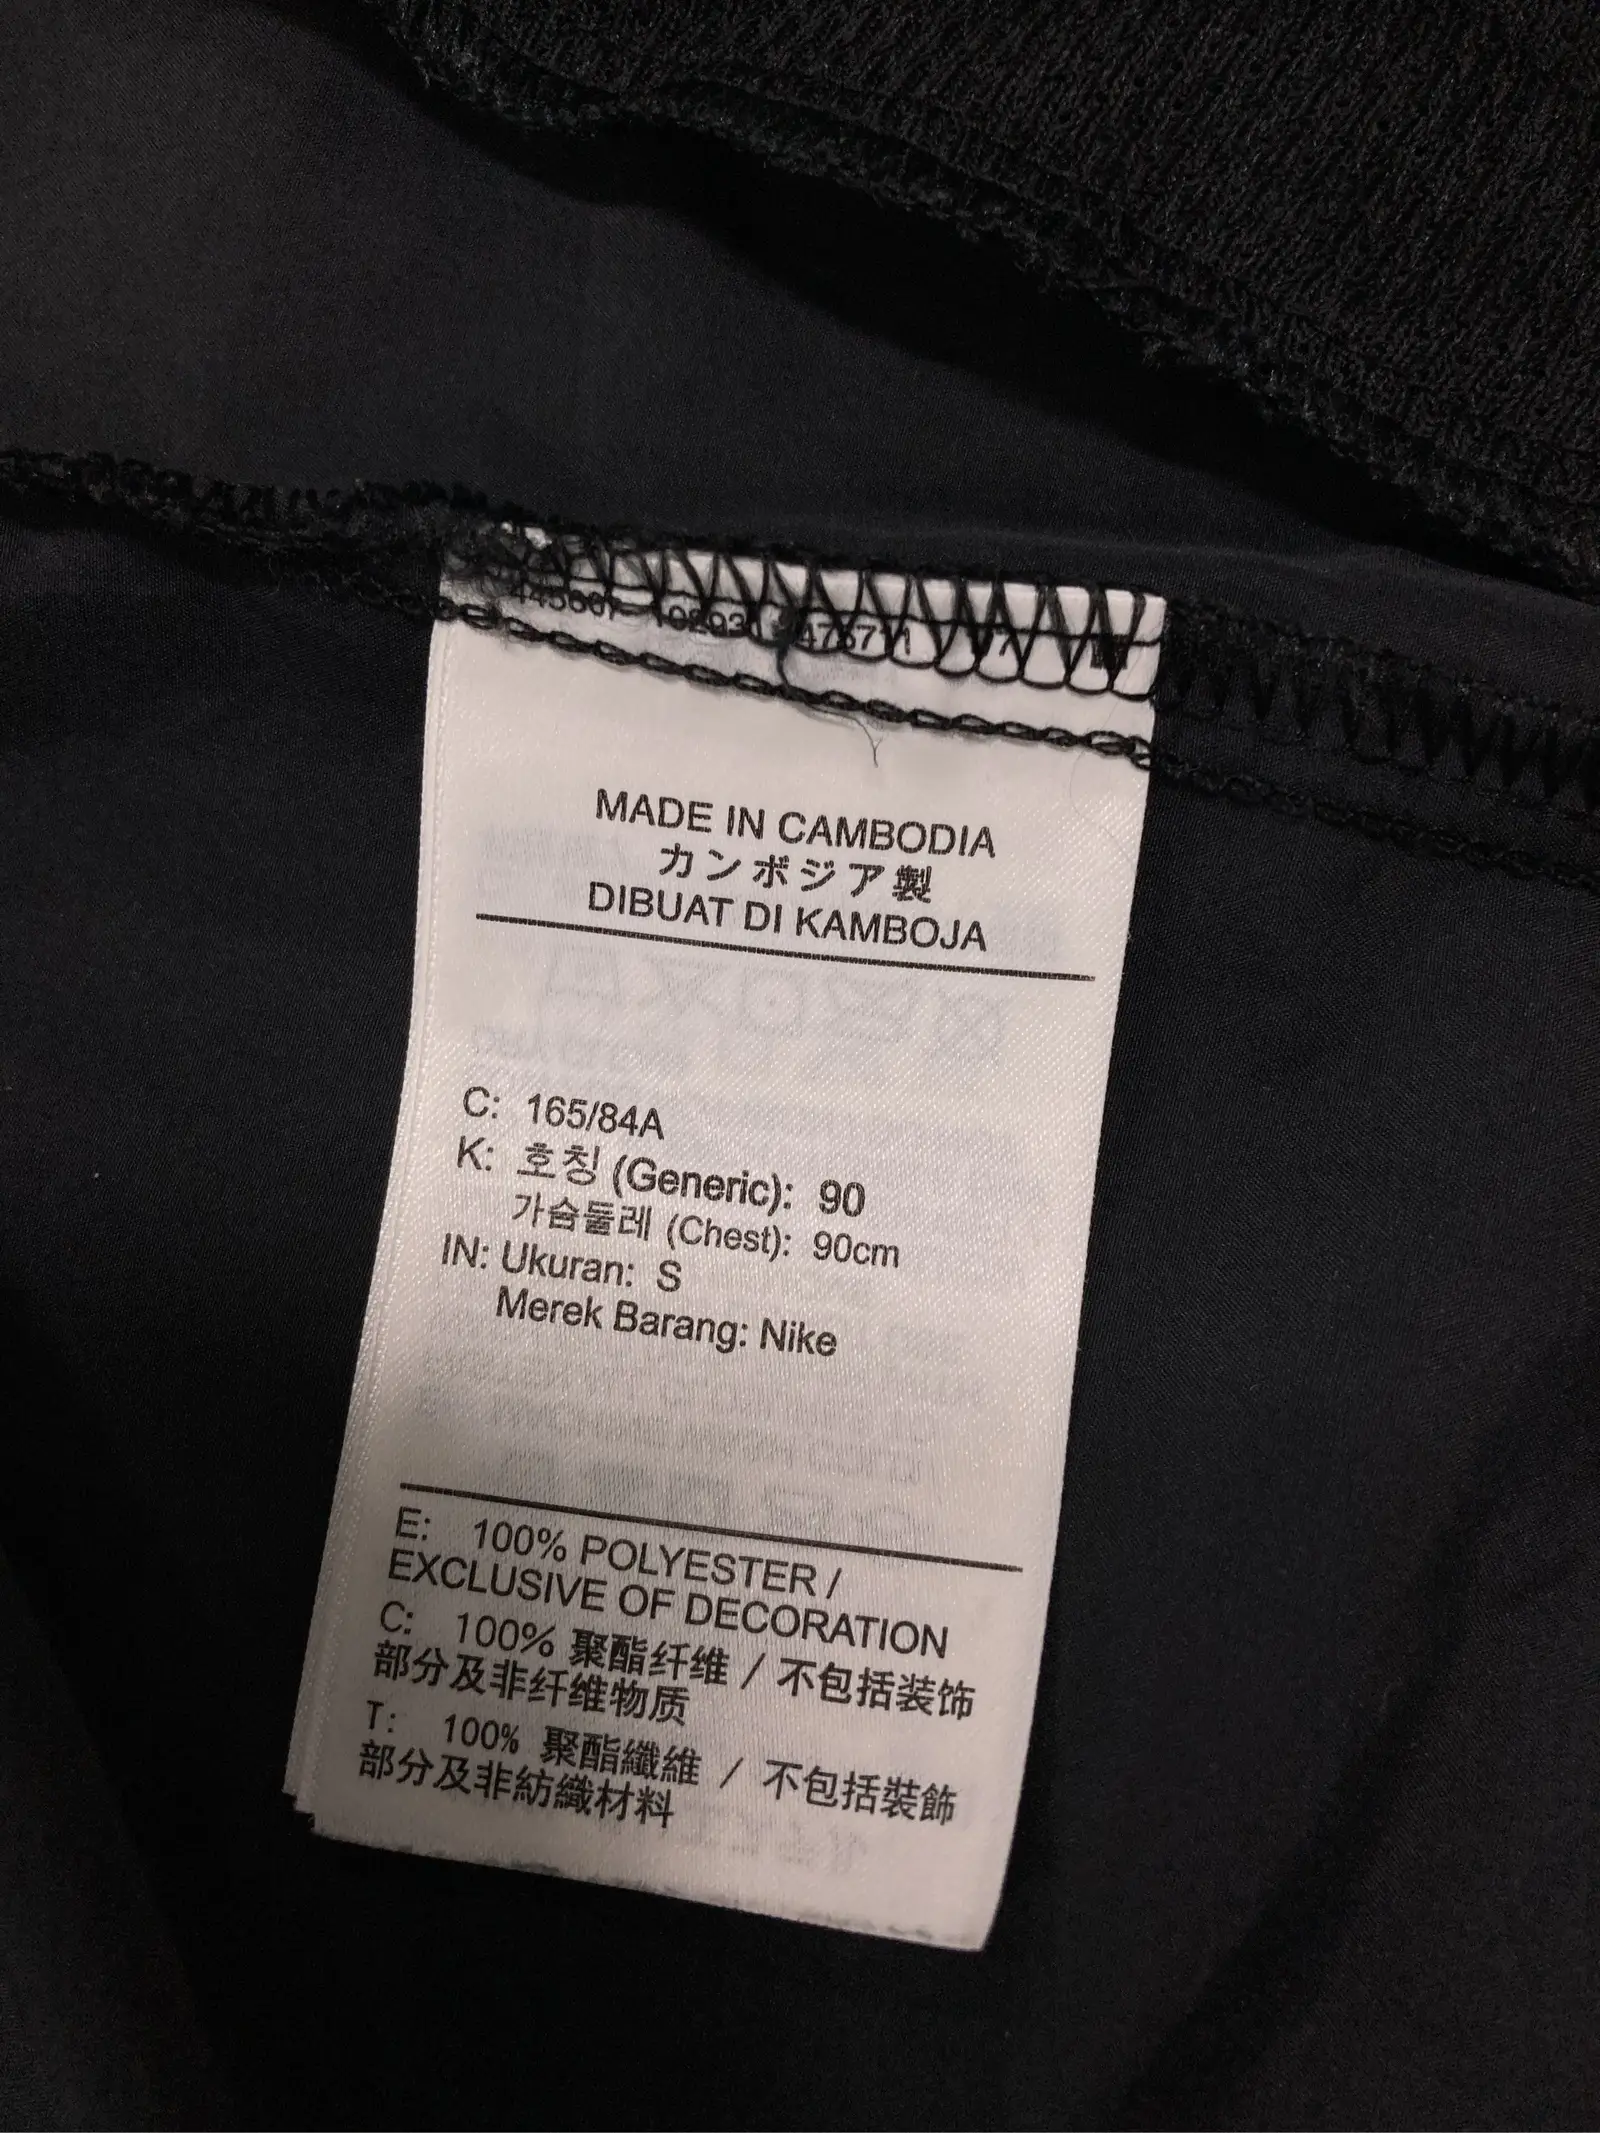 MADE IN CAMBODIA
カンボジア製
DIBUAT DI KAMBOJA
C: 165/84A
K: 호칭 (Generic): 90
가슴둘레 (Chest): 90cm
IN: Ukuran: S
Merek Barang: Nike
E: 100% POLYESTER /
EXCLUSIVE OF DECORATION
C: 100% 聚酯纤维 / 不包括装饰
部分及非纤维物质
T: 100% 聚酯纖維 / 不包括裝飾
部分及非紡織材料